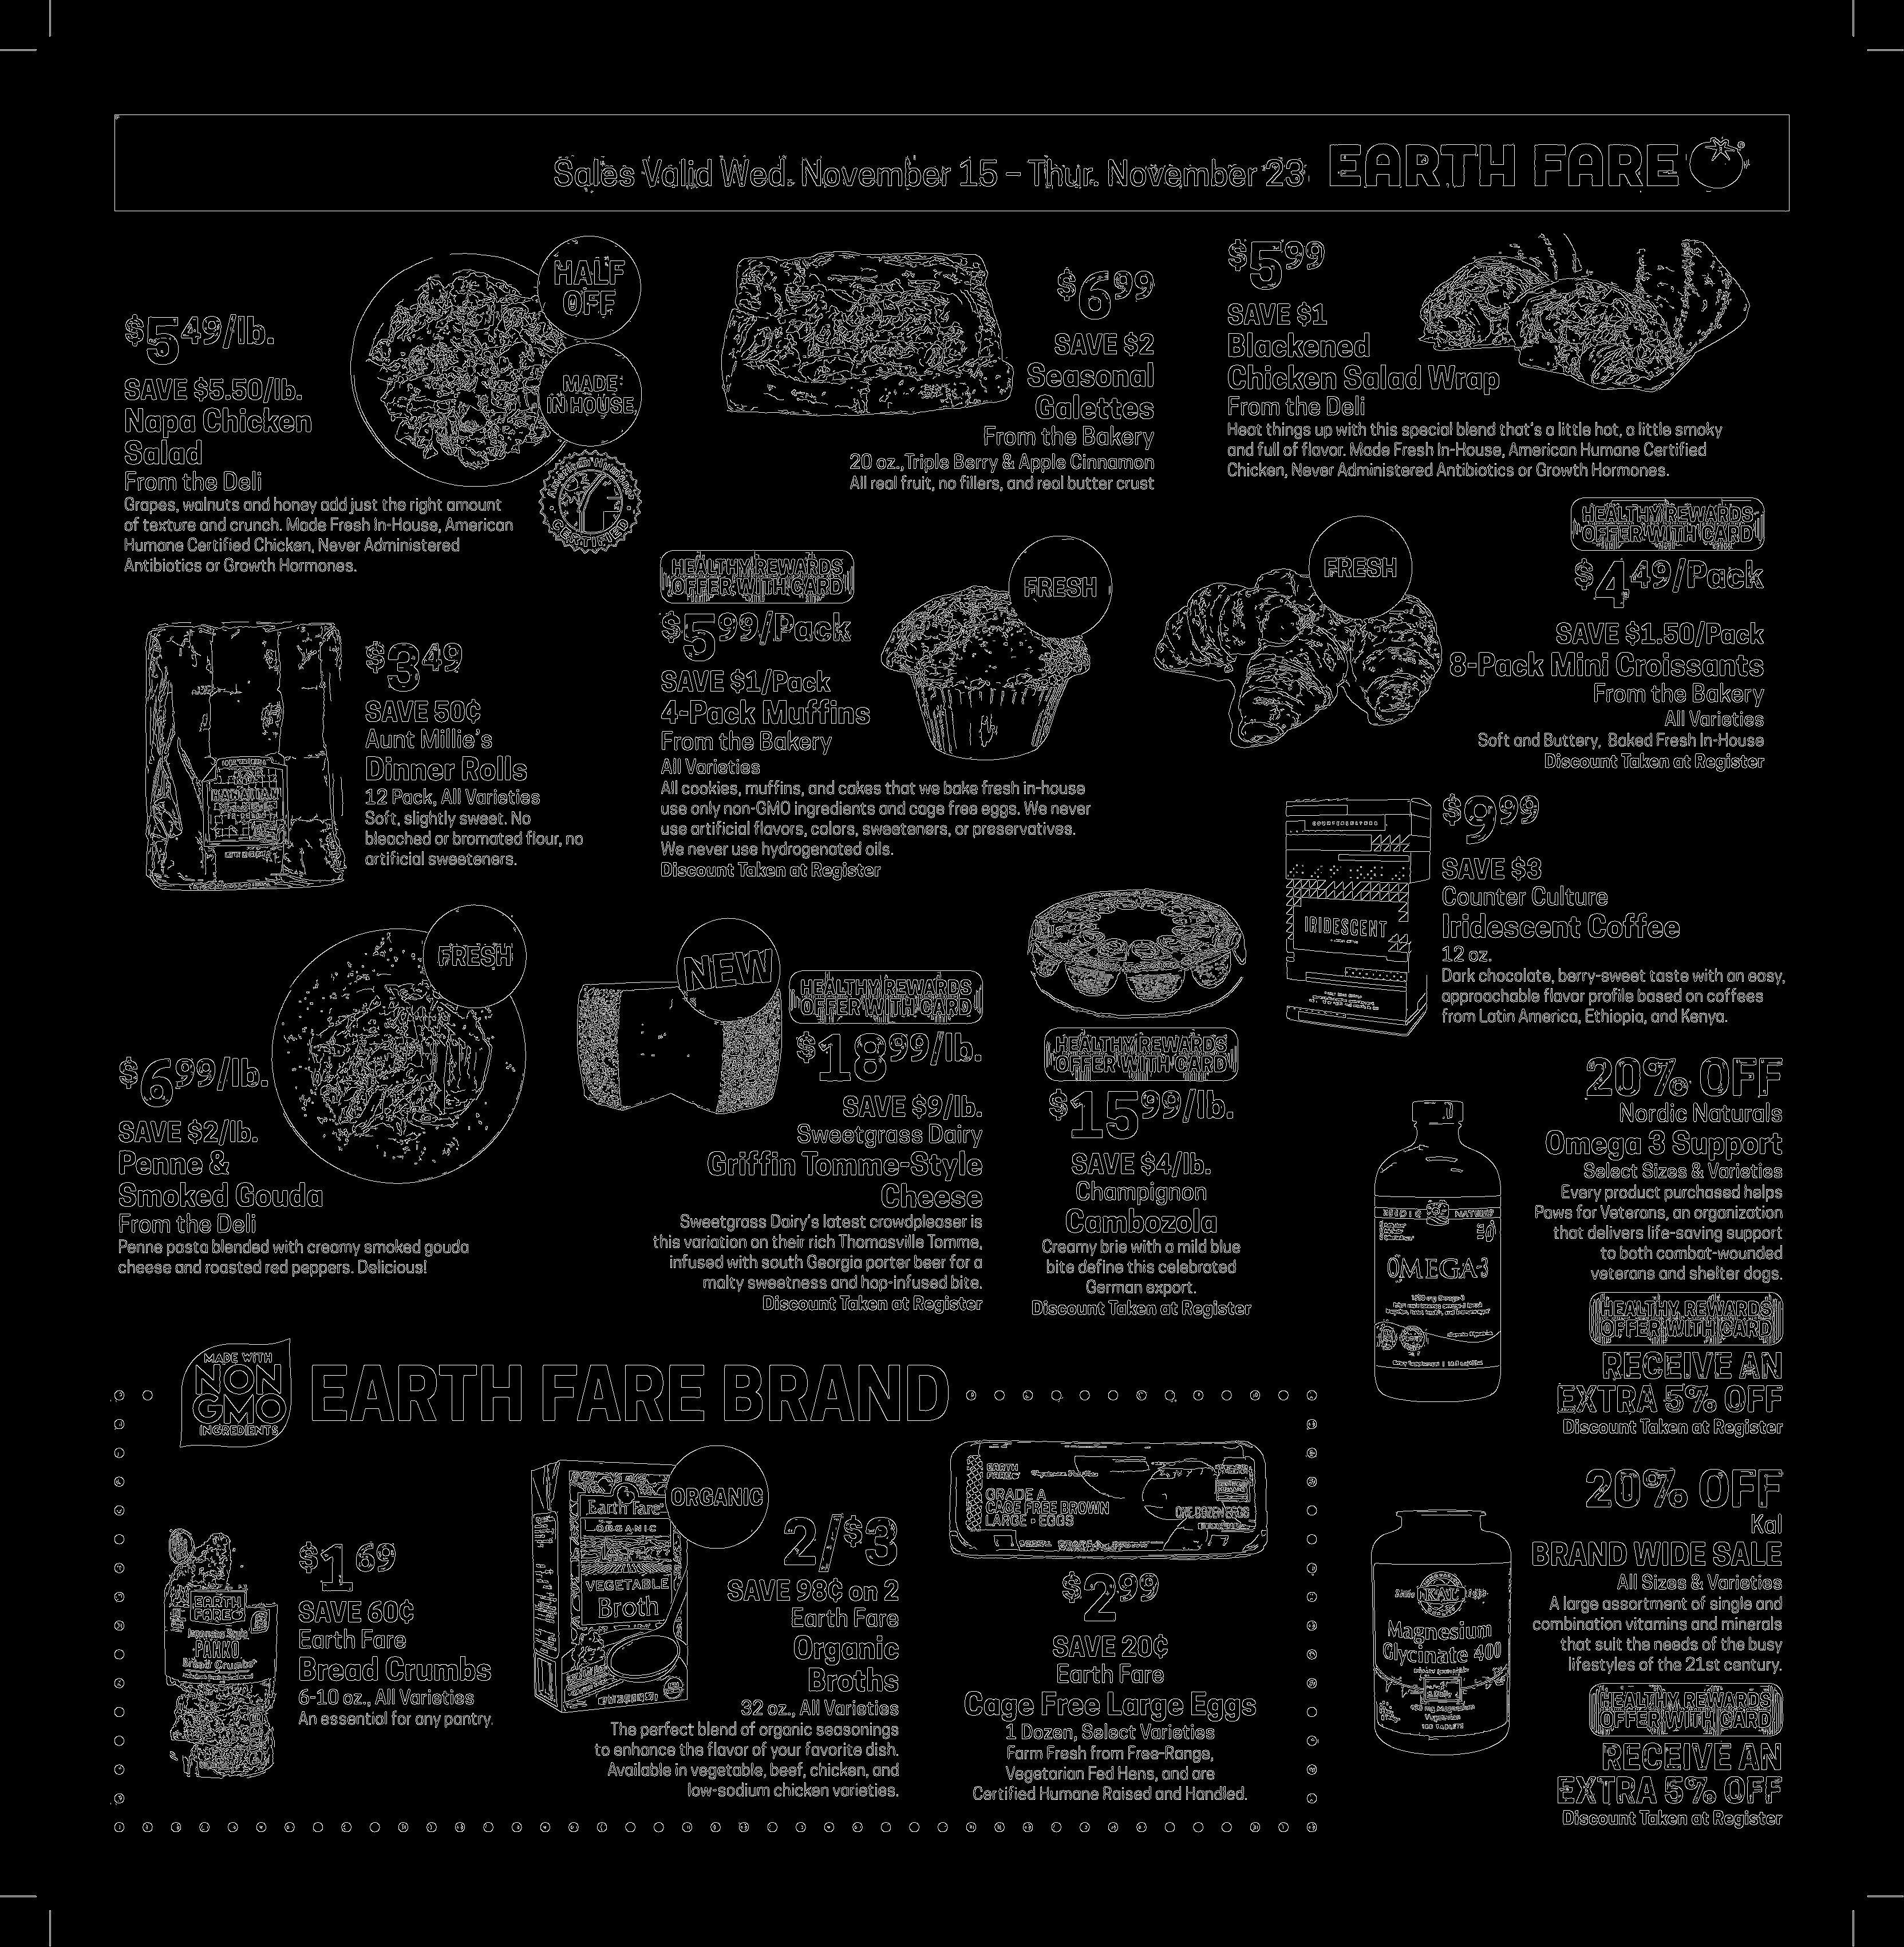 Sales Valid Wed. November 15 – Thur. November 23
EARTH FARE
HALF
OFF
MADE
IN HOUSE
$5 49/lb.
SAVE $5.50/lb.
Napa Chicken
Salad
From the Deli
Grapes, walnuts and honey add just the right amount
of texture and crunch. Made Fresh In-House, American
Humane Certified Chicken, Never Administered
Antibiotics or Growth Hormones.
American Humane
CERTIFIED
$6 99
SAVE $2
Seasonal
Galettes
From the Bakery
20 oz.,Triple Berry & Apple Cinnamon
All real fruit, no fillers, and real butter crust
$5 99
SAVE $1
Blackened
Chicken Salad Wrap
From the Deli
Heat things up with this special blend that's a little hot, a little smoky
and full of flavor. Made Fresh In-House, American Humane Certified
Chicken, Never Administered Antibiotics or Growth Hormones.
$3 49
SAVE 50¢
Aunt Millie's
Dinner Rolls
12 Pack, All Varieties
Soft, slightly sweet. No
bleached or bromated flour, no
artificial sweeteners.
HAWAIIAN
HEALTHY REWARDS
OFFER WITH CARD
$5 99/Pack
SAVE $1/Pack
4-Pack Muffins
From the Bakery
All Varieties
All cookies, muffins, and cakes that we bake fresh in-house
use only non-GMO ingredients and cage free eggs. We never
use artificial flavors, colors, sweeteners, or preservatives.
We never use hydrogenated oils.
Discount Taken at Register
FRESH
FRESH
HEALTHY REWARDS
OFFER WITH CARD
$4 49/Pack
SAVE $1.50/Pack
8-Pack Mini Croissants
From the Bakery
All Varieties
Soft and Buttery, Baked Fresh In-House
Discount Taken at Register
COUNTER CULTURE
IRIDESCENT
$9 99
SAVE $3
Counter Culture
Iridescent Coffee
12 oz.
Dark chocolate, berry-sweet taste with an easy,
approachable flavor profile based on coffees
from Latin America, Ethiopia, and Kenya.
FRESH
$6 99/lb.
SAVE $2/lb.
Penne &
Smoked Gouda
From the Deli
Penne pasta blended with creamy smoked gouda
cheese and roasted red peppers. Delicious!
NEW
HEALTHY REWARDS
OFFER WITH CARD
$18 99/lb.
SAVE $9/lb.
Sweetgrass Dairy
Griffin Tomme-Style
Cheese
Sweetgrass Dairy's latest crowdpleaser is
this variation on their rich Thomasville Tomme,
infused with south Georgia porter beer for a
malty sweetness and hop-infused bite.
Discount Taken at Register
HEALTHY REWARDS
OFFER WITH CARD
$15 99/lb.
SAVE $4/lb.
Champignon
Cambozola
Creamy brie with a mild blue
bite define this celebrated
German export.
Discount Taken at Register
NORDIC NATURALS
OMEGA-3
20% OFF
Nordic Naturals
Omega 3 Support
Select Sizes & Varieties
Every product purchased helps
Paws for Veterans, an organization
that delivers life-saving support
to both combat-wounded
veterans and shelter dogs.
HEALTHY REWARDS
OFFER WITH CARD
RECEIVE AN
EXTRA 5% OFF
Discount Taken at Register
MADE WITH
NON
GMO
INGREDIENTS
EARTH FARE BRAND
EARTH
FARE
Japanese Style
PANKO
Bread Crumbs
$1 69
SAVE 60¢
Earth Fare
Bread Crumbs
6-10 oz., All Varieties
An essential for any pantry.
Earth Fare
ORGANIC
VEGETABLE
Broth
ORGANIC
2/$3
SAVE 98¢ on 2
Earth Fare
Organic
Broths
32 oz., All Varieties
The perfect blend of organic seasonings
to enhance the flavor of your favorite dish.
Available in vegetable, beef, chicken, and
low-sodium chicken varieties.
EARTH
FARE
GRADE A
CAGE FREE BROWN
LARGE • EGGS
ONE DOZEN EGGS
$2 99
SAVE 20¢
Earth Fare
Cage Free Large Eggs
1 Dozen, Select Varieties
Farm Fresh from Free-Range,
Vegetarian Fed Hens, and are
Certified Humane Raised and Handled.
KAL
Magnesium
Glycinate 400
20% OFF
Kal
BRAND WIDE SALE
All Sizes & Varieties
A large assortment of single and
combination vitamins and minerals
that suit the needs of the busy
lifestyles of the 21st century.
HEALTHY REWARDS
OFFER WITH CARD
RECEIVE AN
EXTRA 5% OFF
Discount Taken at Register